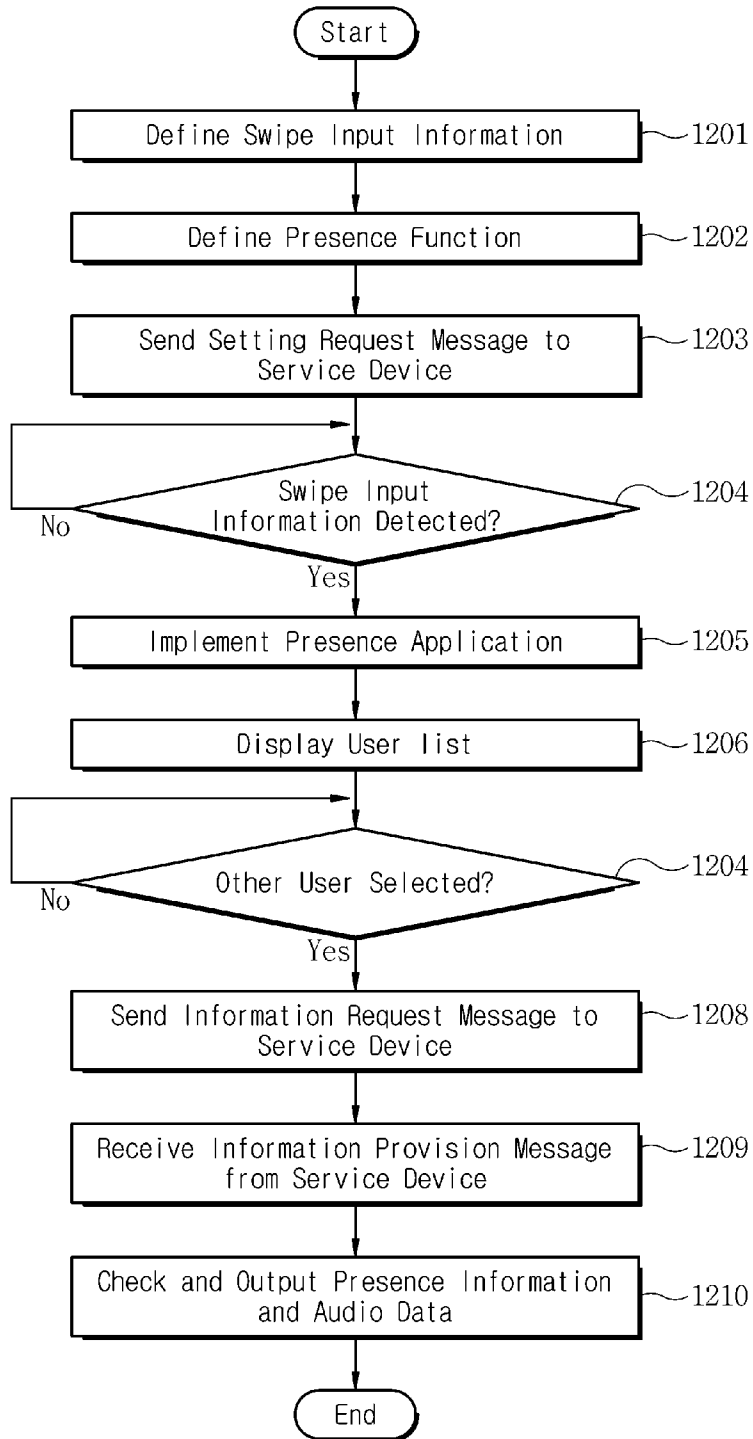 Start
Define Swipe Input Information
1201
Define Presence Function
1202
Send Setting Request Message to
Service Device
1203
Swipe Input
Information Detected?
1204
No
Yes
Implement Presence Application
1205
Display User list
1206
Other User Selected?
1204
No
Yes
Send Information Request Message to
Service Device
1208
Receive Information Provision Message
from Service Device
1209
Check and Output Presence Information
and Audio Data
1210
End